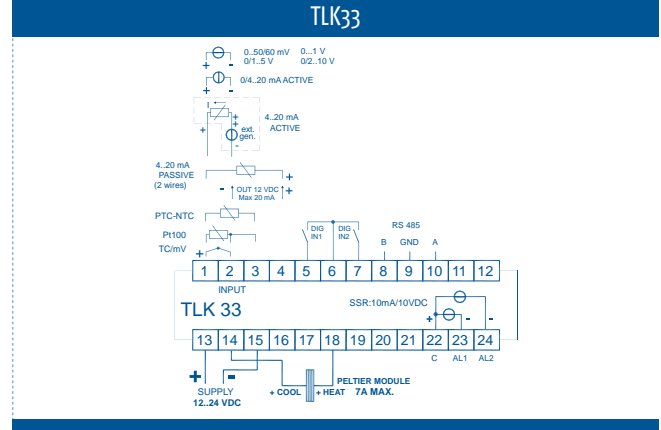 TLK33
0..50/60 mV 0...1 V
0/1..5 V 0/2..10 V
+ -
0/4..20 mA ACTIVE
+ -
I
4..20 mA
ACTIVE
+
+
+
ext.
gen.
-
4..20 mA
PASSIVE
(2 wires)
+
- OUT 12 VDC +
Max 20 mA
PTC-NTC
Pt100
TC/mV
+ -
DIG
IN1
DIG
IN2
RS 485
B GND A
1 2 3 4 5 6 7 8 9 10 11 12
INPUT
TLK 33
SSR:10mA/10VDC
+ - -
13 14 15 16 17 18 19 20 21 22 23 24
C AL1 AL2
+ -
SUPPLY
12..24 VDC
+ COOL + HEAT
PELTIER MODULE
7A MAX.